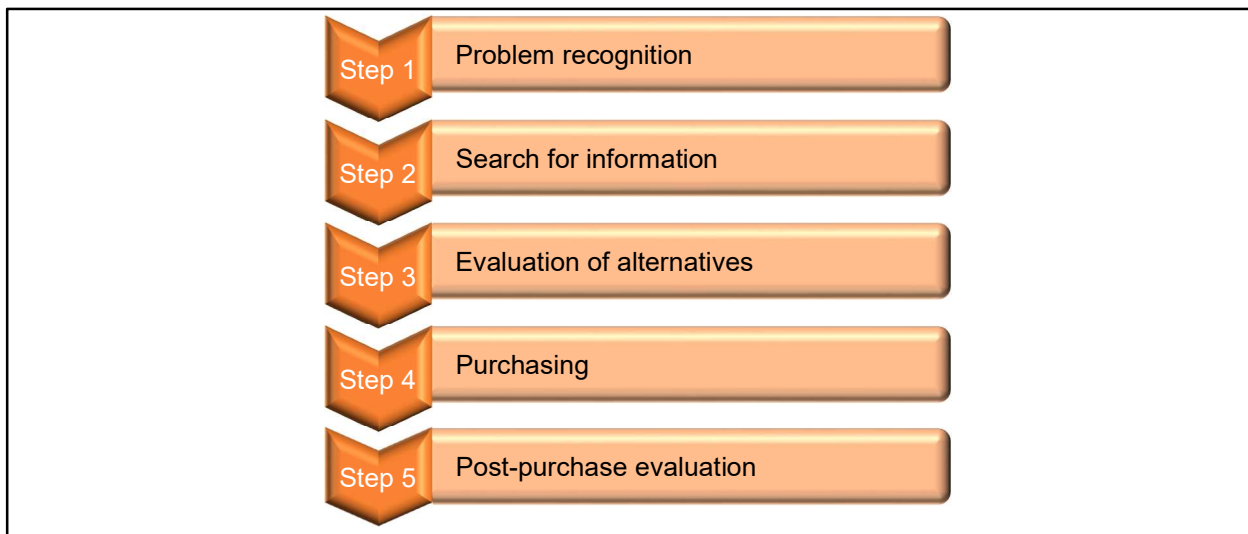 Step 1
Problem recognition
Step 2
Search for information
Step 3
Evaluation of alternatives
Step 4
Purchasing
Step 5
Post-purchase evaluation